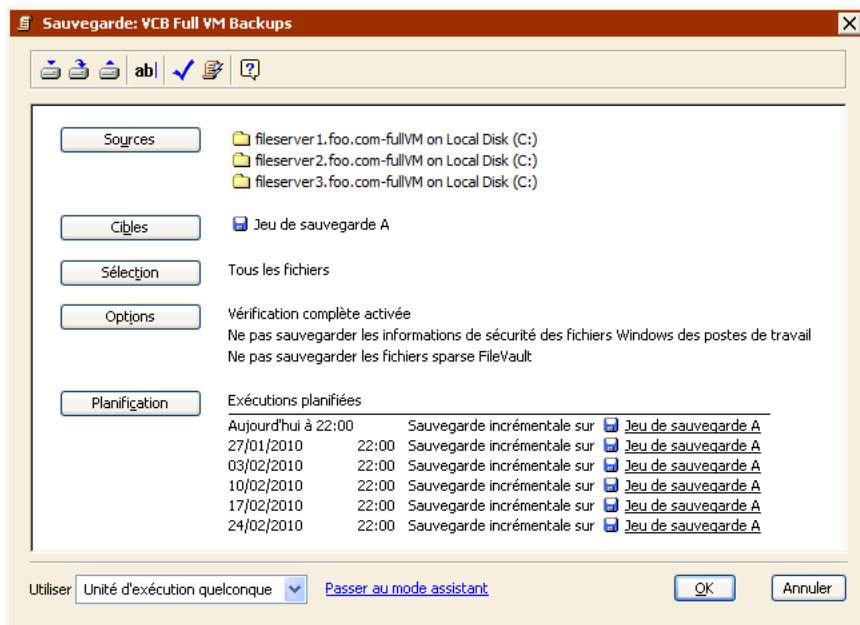 Sauvegarde: VCB Full VM Backups
ab|
Sources
fileserver1.foo.com-fullVM on Local Disk (C:)
fileserver2.foo.com-fullVM on Local Disk (C:)
fileserver3.foo.com-fullVM on Local Disk (C:)
Cibles
Jeu de sauvegarde A
Sélection
Tous les fichiers
Options
Vérification complète activée
Ne pas sauvegarder les informations de sécurité des fichiers Windows des postes de travail
Ne pas sauvegarder les fichiers sparse FileVault
Planification
Exécutions planifiées
Aujourd'hui à 22:00 Sauvegarde incrémentale sur Jeu de sauvegarde A
27/01/2010 22:00 Sauvegarde incrémentale sur Jeu de sauvegarde A
03/02/2010 22:00 Sauvegarde incrémentale sur Jeu de sauvegarde A
10/02/2010 22:00 Sauvegarde incrémentale sur Jeu de sauvegarde A
17/02/2010 22:00 Sauvegarde incrémentale sur Jeu de sauvegarde A
24/02/2010 22:00 Sauvegarde incrémentale sur Jeu de sauvegarde A
Utiliser Unité d'exécution quelconque Passer au mode assistant OK Annuler